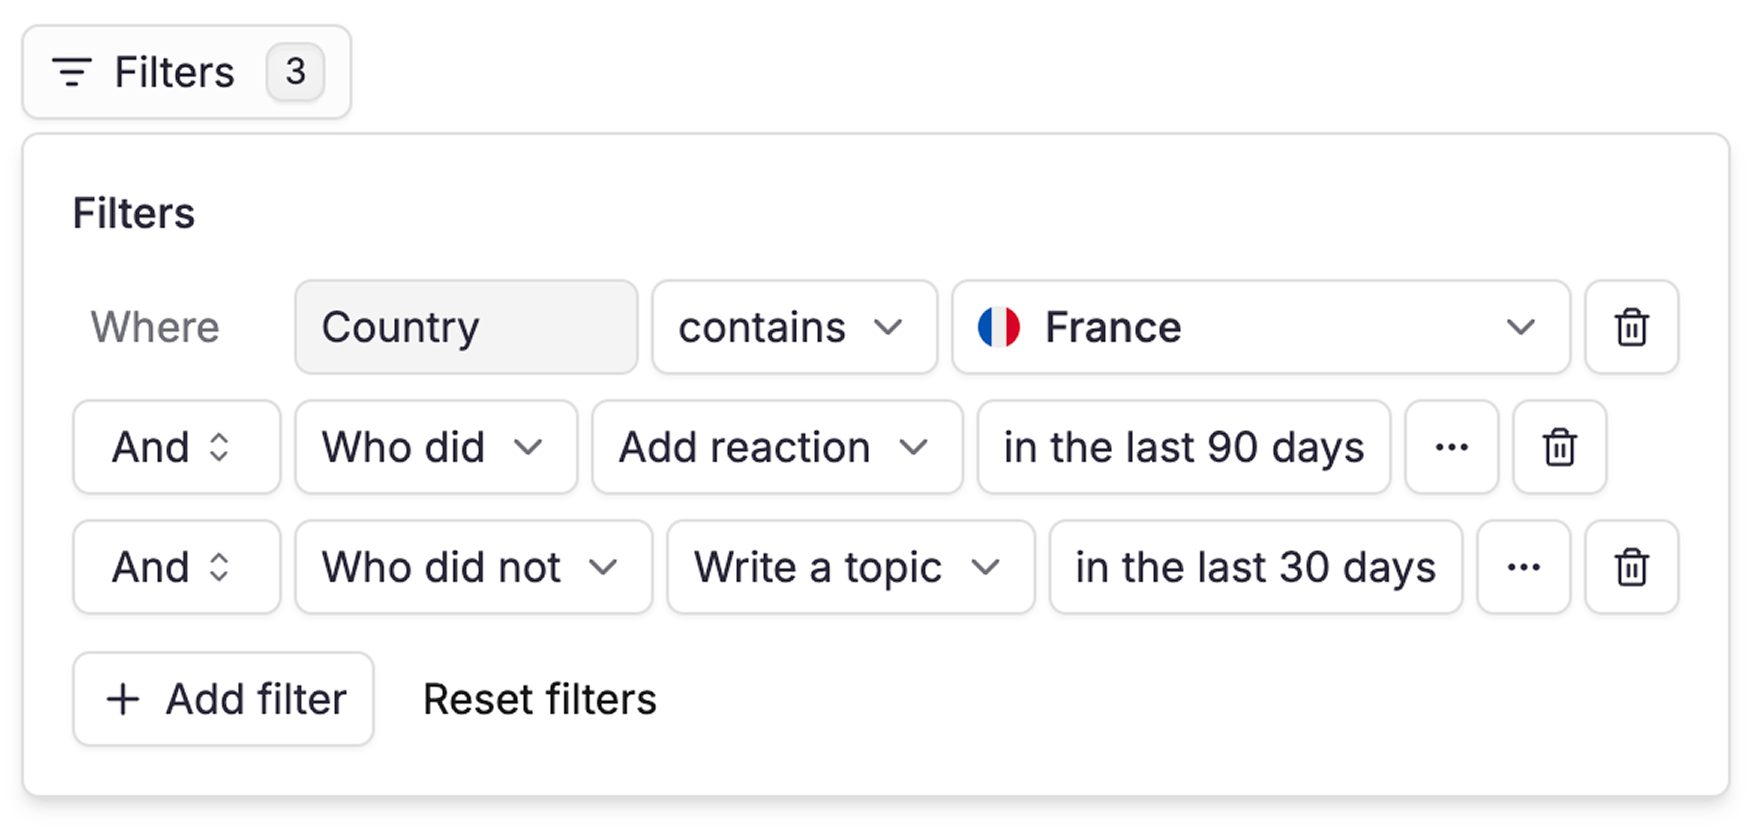 Filters 3
Filters
Where Country contains France
And Who did Add reaction in the last 90 days ...
And Who did not Write a topic in the last 30 days ...
+ Add filter Reset filters